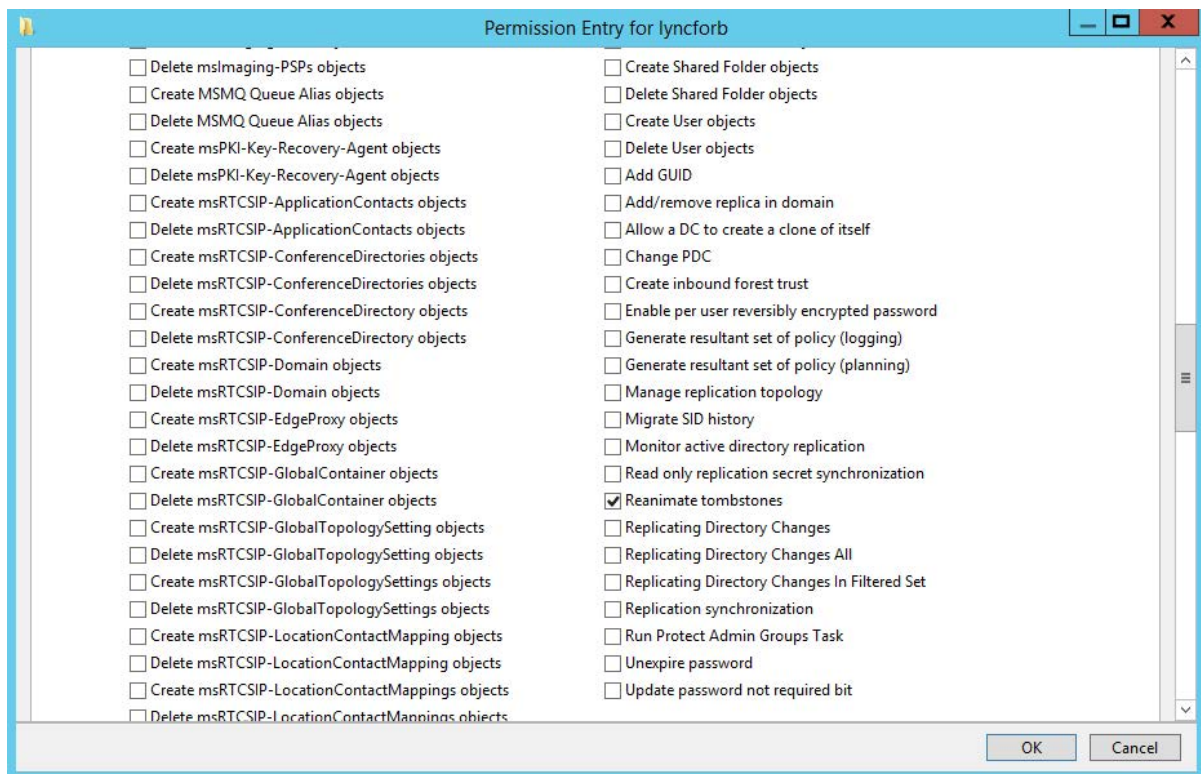 Permission Entry for lyncforb
Delete msImaging-PSPs objects
Create MSMQ Queue Alias objects
Delete MSMQ Queue Alias objects
Create msPKI-Key-Recovery-Agent objects
Delete msPKI-Key-Recovery-Agent objects
Create msRTCSIP-ApplicationContacts objects
Delete msRTCSIP-ApplicationContacts objects
Create msRTCSIP-ConferenceDirectories objects
Delete msRTCSIP-ConferenceDirectories objects
Create msRTCSIP-ConferenceDirectory objects
Delete msRTCSIP-ConferenceDirectory objects
Create msRTCSIP-Domain objects
Delete msRTCSIP-Domain objects
Create msRTCSIP-EdgeProxy objects
Delete msRTCSIP-EdgeProxy objects
Create msRTCSIP-GlobalContainer objects
Delete msRTCSIP-GlobalContainer objects
Create msRTCSIP-GlobalTopologySetting objects
Delete msRTCSIP-GlobalTopologySetting objects
Create msRTCSIP-GlobalTopologySettings objects
Delete msRTCSIP-GlobalTopologySettings objects
Create msRTCSIP-LocationContactMapping objects
Delete msRTCSIP-LocationContactMapping objects
Create msRTCSIP-LocationContactMappings objects
Delete msRTCSIP-LocationContactMappings objects
Create Shared Folder objects
Delete Shared Folder objects
Create User objects
Delete User objects
Add GUID
Add/remove replica in domain
Allow a DC to create a clone of itself
Change PDC
Create inbound forest trust
Enable per user reversibly encrypted password
Generate resultant set of policy (logging)
Generate resultant set of policy (planning)
Manage replication topology
Migrate SID history
Monitor active directory replication
Read only replication secret synchronization
Reanimate tombstones
Replicating Directory Changes
Replicating Directory Changes All
Replicating Directory Changes In Filtered Set
Replication synchronization
Run Protect Admin Groups Task
Unexpire password
Update password not required bit
OK
Cancel